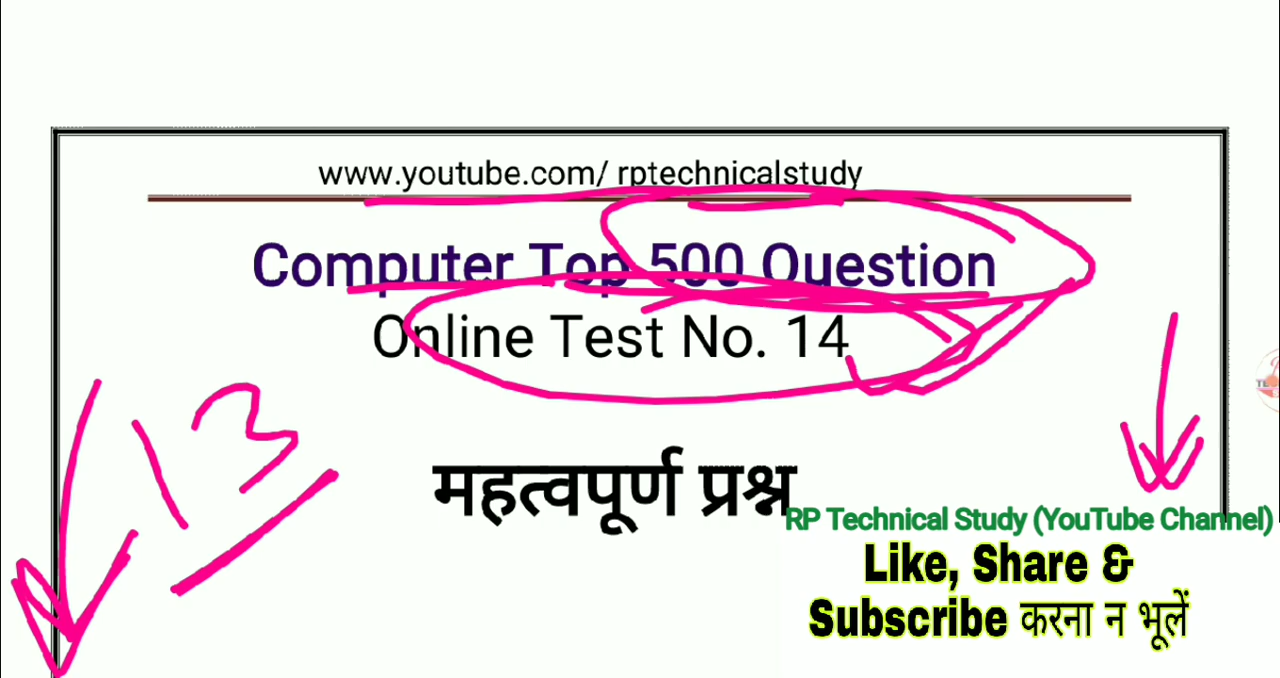 www.youtube.com/ rptechnicalstudy
Computer Top 500 Question
Online Test No. 14
13
महत्वपूर्ण प्रश्न
RP Technical Study (YouTube Channel)
Like, Share &
Subscribe करना न भूलें